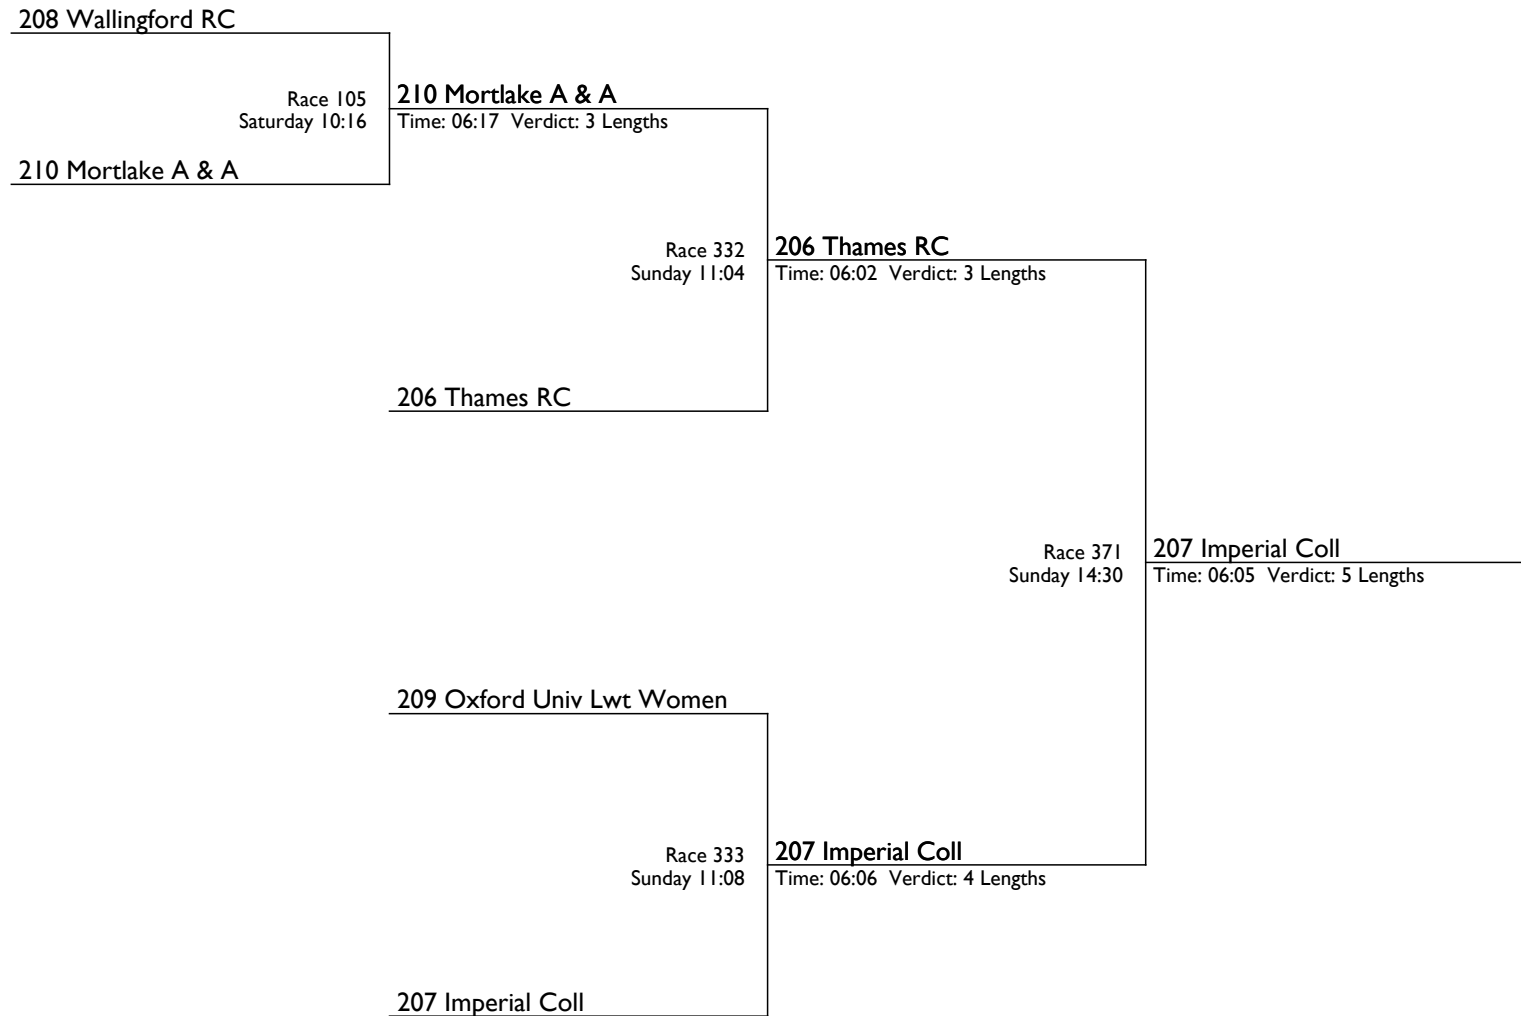 208 Wallingford RC
Race 105
Saturday 10:16
210 Mortlake A & A
Time: 06:17 Verdict: 3 Lengths
210 Mortlake A & A
Race 332
Sunday 11:04
206 Thames RC
Time: 06:02 Verdict: 3 Lengths
206 Thames RC
Race 371
Sunday 14:30
207 Imperial Coll
Time: 06:05 Verdict: 5 Lengths
209 Oxford Univ Lwt Women
Race 333
Sunday 11:08
207 Imperial Coll
Time: 06:06 Verdict: 4 Lengths
207 Imperial Coll